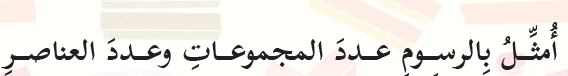 أُمثِّلُ بِالرسومِ عددَ المجموعاتِ وعددَ العناصرِ